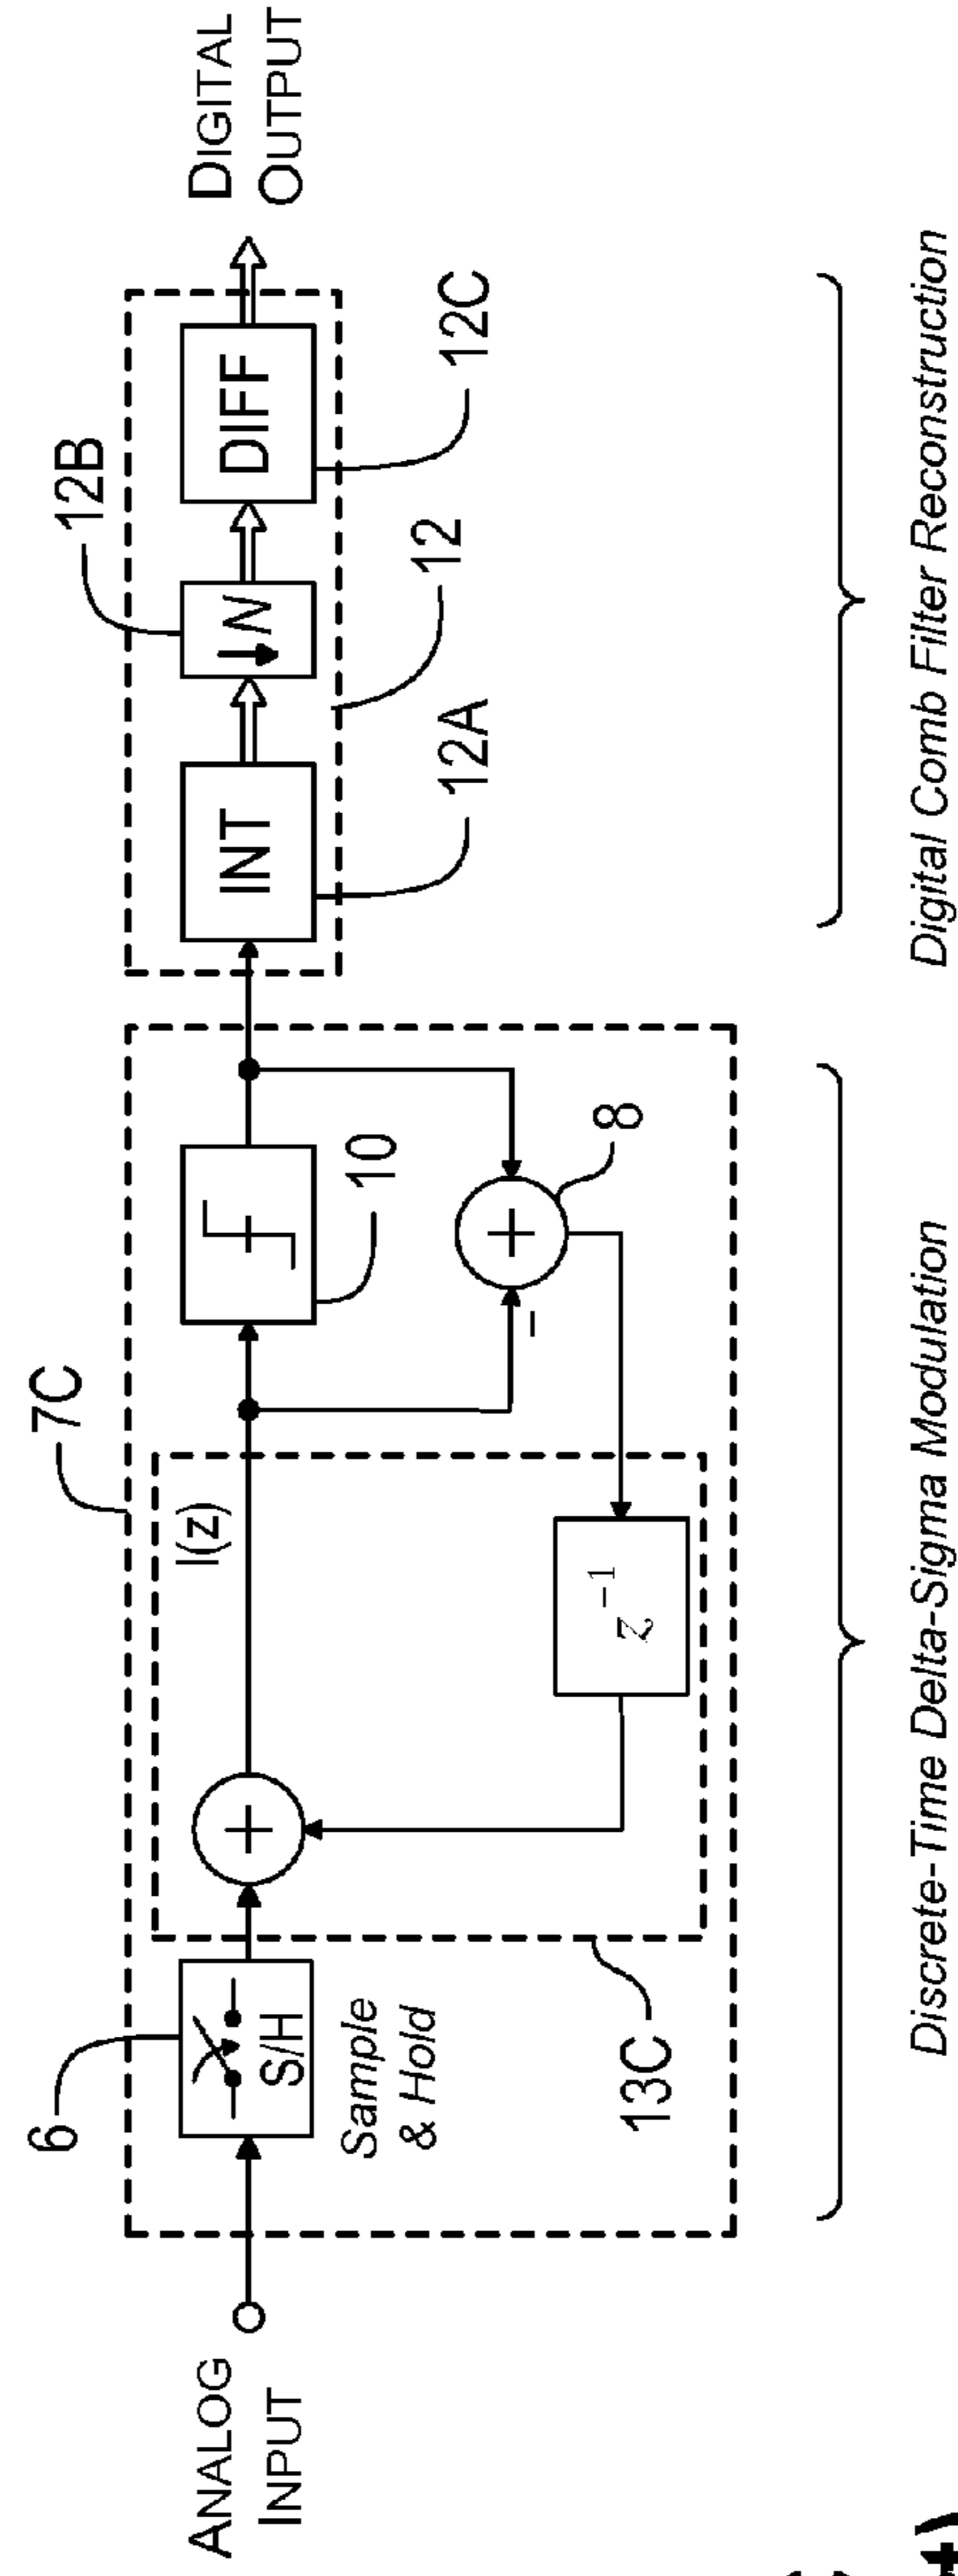 7C
6
S/H
Sample
& Hold
+
I(z)
10
+
-
8
z⁻¹
13C
ANALOG
INPUT
12B
INT
↓N
DIFF
12A
12
12C
DIGITAL
OUTPUT
Discrete-Time Delta-Sigma Modulation
Digital Comb Filter Reconstruction